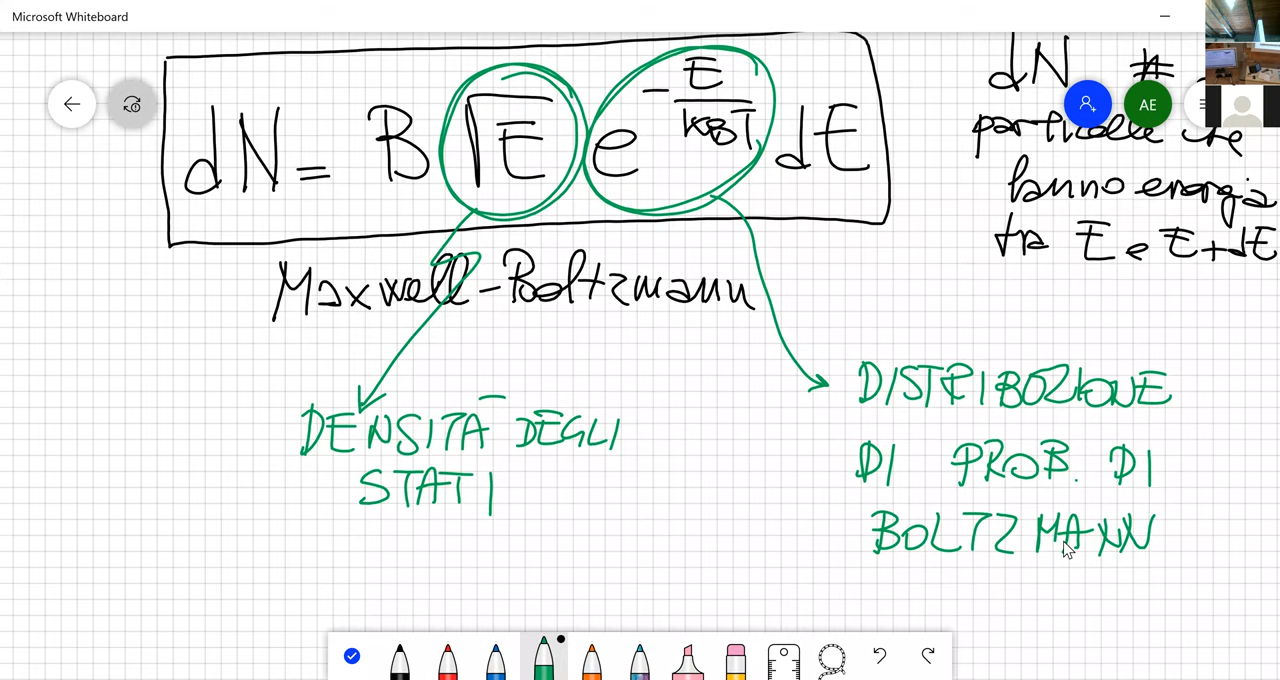 Microsoft Whiteboard
dN = B √E e^(-E/KBT) dE
Maxwell-Boltzmann
dN #
AE
particelle che
hanno energia
tra E e E+dE
DENSITÀ DEGLI
STATI
DISTRIBUZIONE
DI PROB. DI
BOLTZMANN